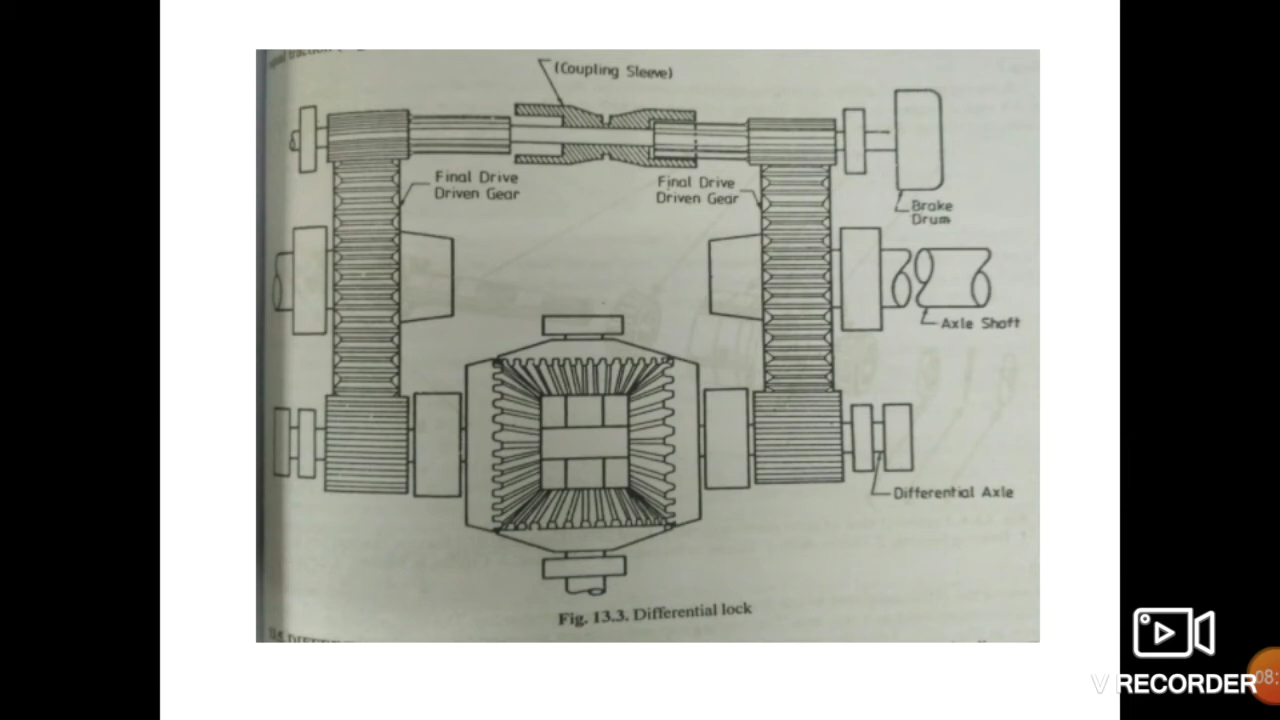 (Coupling Sleeve)
Final Drive
Driven Gear
Final Drive
Driven Gear
Brake
Drum
Axle Shaft
Differential Axle
Fig. 13.3. Differential lock
V RECORDER
08: